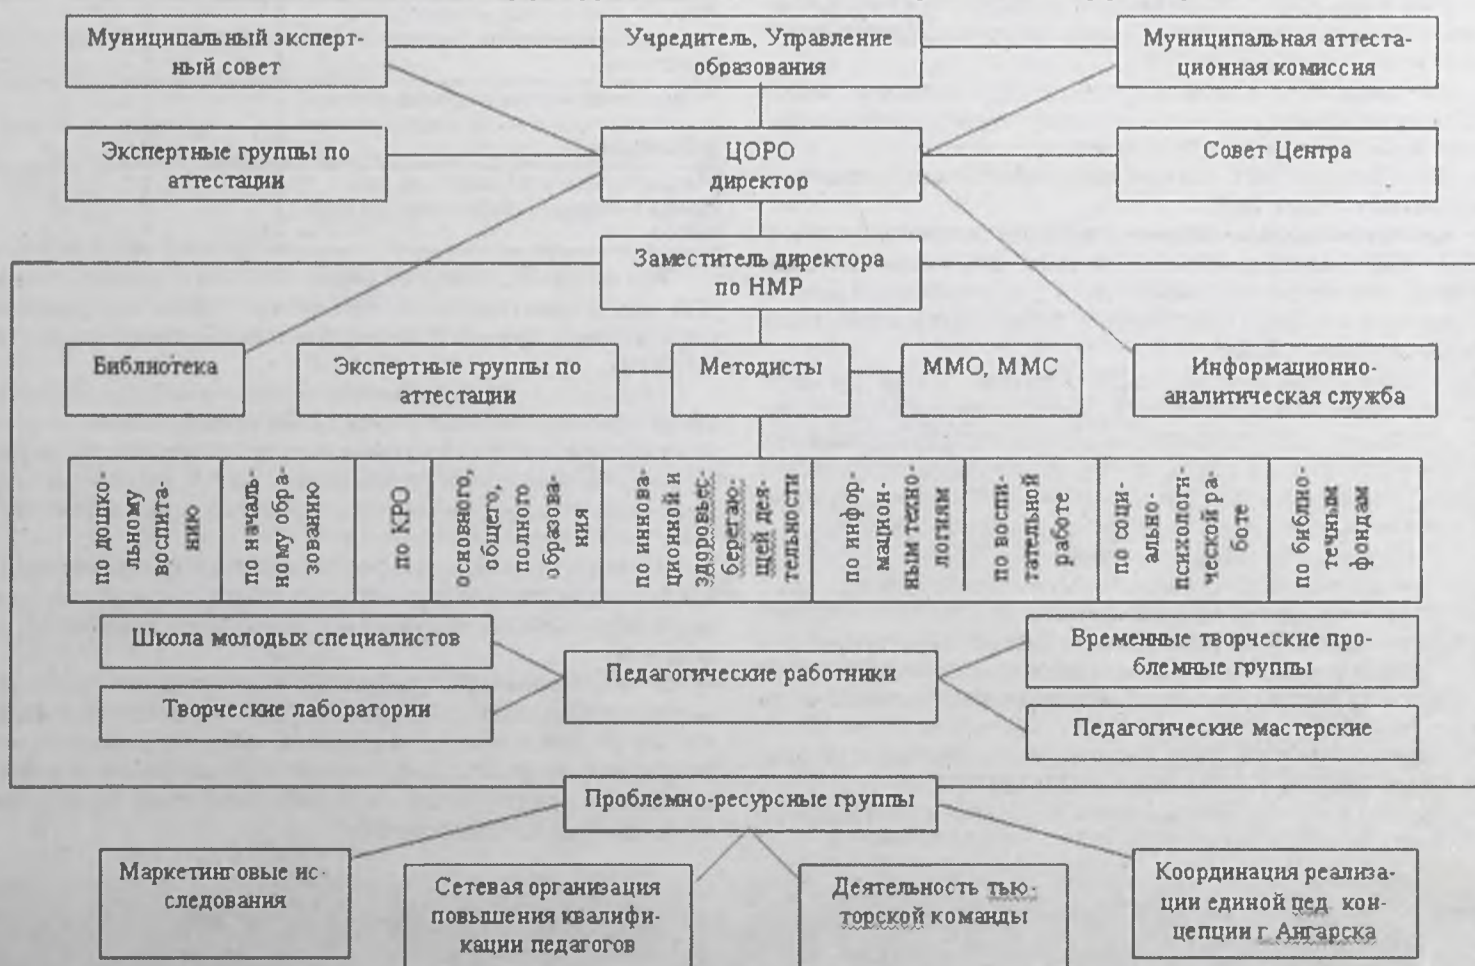 Муниципальный эксперт-
ный совет
Учредитель, Управление
образования
Муниципальная аттеста-
ционная комиссия
Экспертные группы по
аттестации
ЦОРО
директор
Совет Центра
Заместитель директора
по НМР
Библиотека
Экспертные группы по
аттестации
Методисты
ММО, ММС
Информационно-
аналитическая служба
по дошко-
льному
воспита-
нию
по началь-
ному обра-
зованию
по КРО
основного,
общего,
полного
образова-
ния
по иннова-
ционной и
здоровьес-
берегаю-
щей дея-
тельности
по инфор-
мацион-
ным техно-
логиям
по воспи-
тательной
работе
по соци-
ально-
психологи-
ческой ра-
боте
по библио-
течным
фондам
Школа молодых специалистов
Творческие лаборатории
Педагогические работники
Временные творческие про-
блемные группы
Педагогические мастерские
Проблемно-ресурсные группы
Маркетинговые ис-
следования
Сетевая организация
повышения квалифи-
кации педагогов
Деятельность тью-
торской команды
Координация реализа-
ции единой пед. кон-
цепции г Ангарска